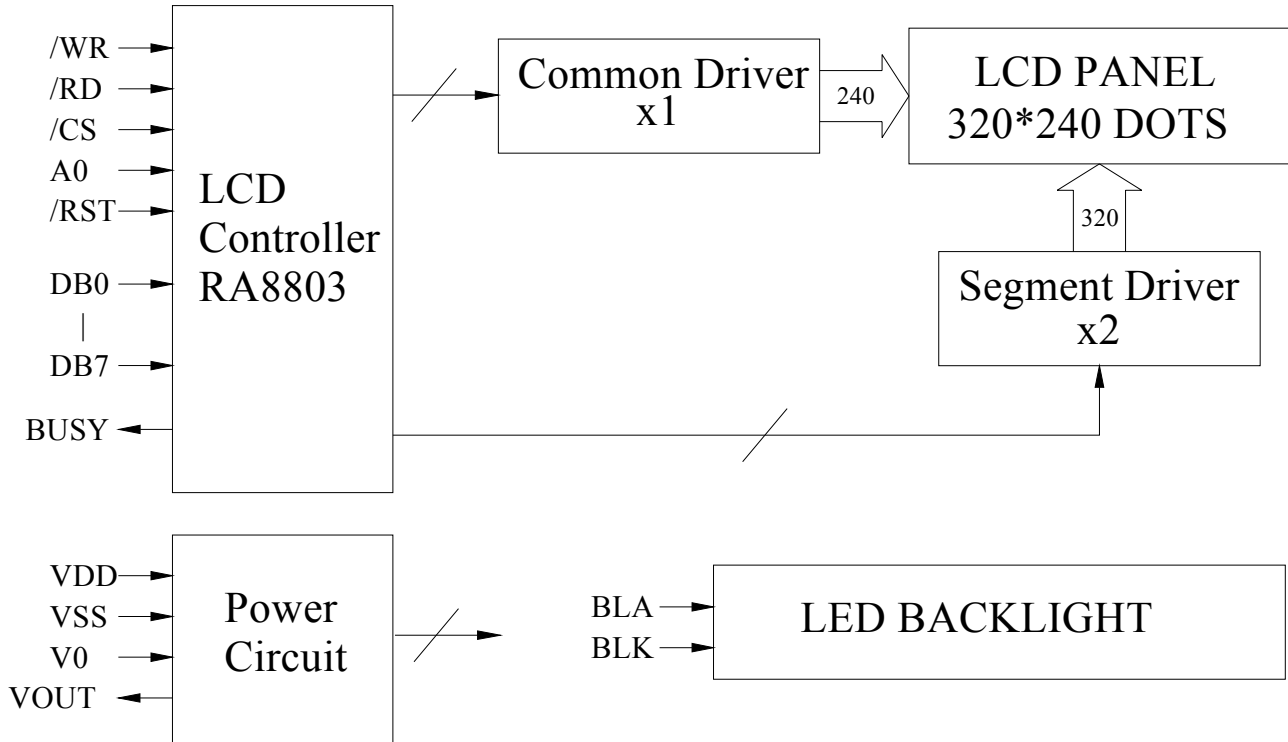 /WR
/RD
/CS
A0
/RST
DB0
|
DB7
BUSY
LCD
Controller
RA8803
Common Driver
x1
240
LCD PANEL
320*240 DOTS
320
Segment Driver
x2
VDD
VSS
V0
VOUT
Power
Circuit
BLA
BLK
LED BACKLIGHT